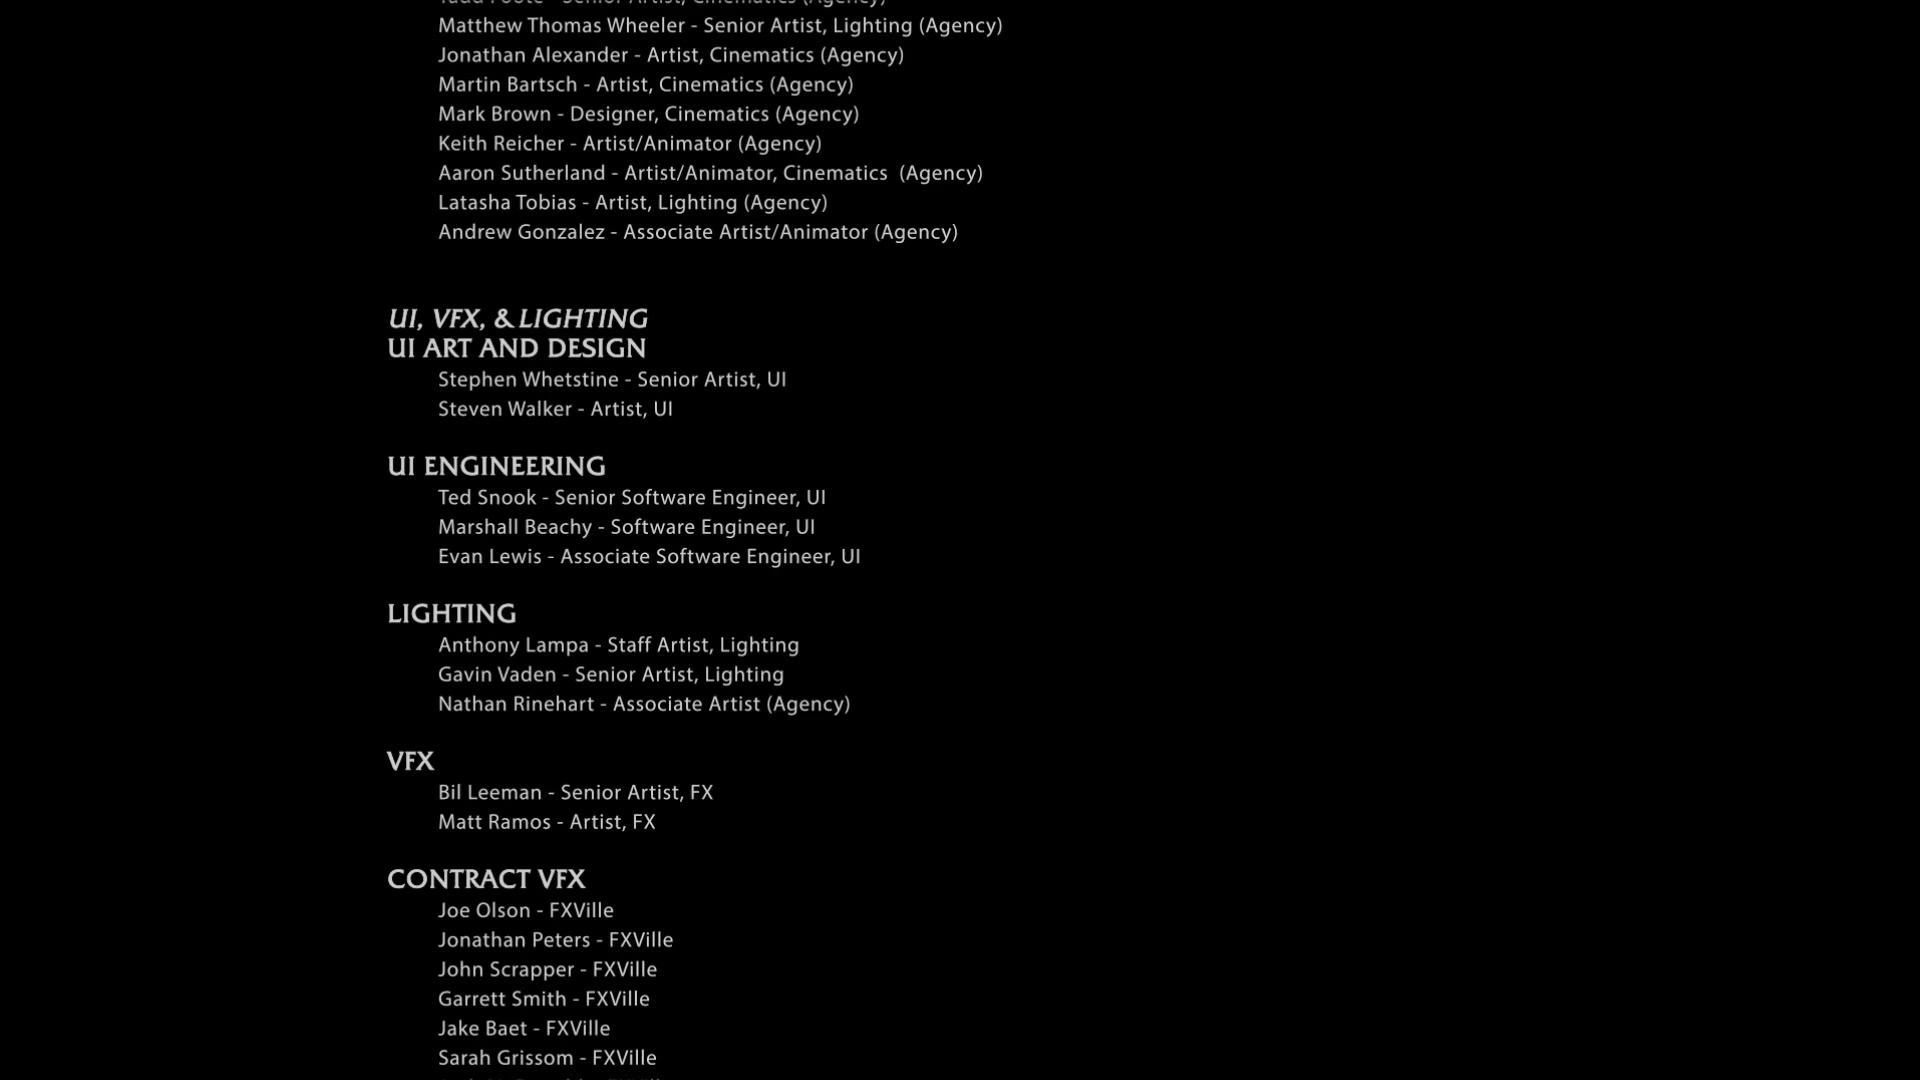 Matthew Thomas Wheeler - Senior Artist, Lighting (Agency)
Jonathan Alexander - Artist, Cinematics (Agency)
Martin Bartsch - Artist, Cinematics (Agency)
Mark Brown - Designer, Cinematics (Agency)
Keith Reicher - Artist/Animator (Agency)
Aaron Sutherland - Artist/Animator, Cinematics  (Agency)
Latasha Tobias - Artist, Lighting (Agency)
Andrew Gonzalez - Associate Artist/Animator (Agency)
UI, VFX, & LIGHTING
UI ART AND DESIGN
Stephen Whetstine - Senior Artist, UI
Steven Walker - Artist, UI
UI ENGINEERING
Ted Snook - Senior Software Engineer, UI
Marshall Beachy - Software Engineer, UI
Evan Lewis - Associate Software Engineer, UI
LIGHTING
Anthony Lampa - Staff Artist, Lighting
Gavin Vaden - Senior Artist, Lighting
Nathan Rinehart - Associate Artist (Agency)
VFX
Bil Leeman - Senior Artist, FX
Matt Ramos - Artist, FX
CONTRACT VFX
Joe Olson - FXVille
Jonathan Peters - FXVille
John Scrapper - FXVille
Garrett Smith - FXVille
Jake Baet - FXVille
Sarah Grissom - FXVille